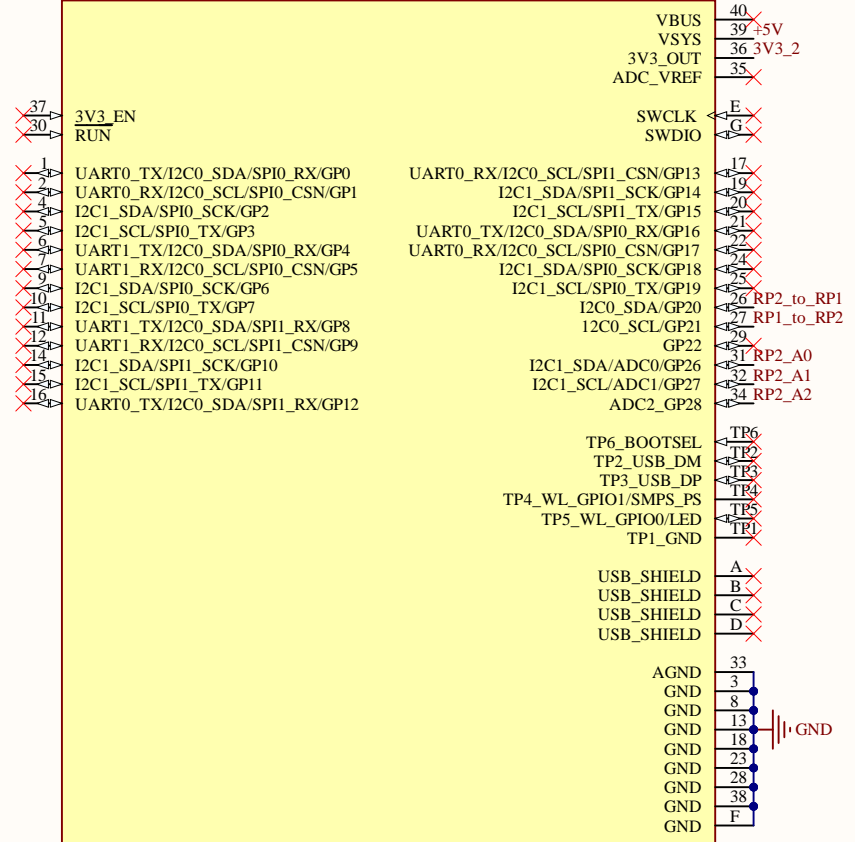 VBUS 40
VSYS 39 +5V
3V3_OUT 36 3V3_2
ADC_VREF 35
37 3V3_EN SWCLK E
30 RUN SWDIO G
1 UART0_TX/I2C0_SDA/SPI0_RX/GP0 UART0_RX/I2C0_SCL/SPI1_CSN/GP13 17
2 UART0_RX/I2C0_SCL/SPI0_CSN/GP1 I2C1_SDA/SPI1_SCK/GP14 19
4 I2C1_SDA/SPI0_SCK/GP2 I2C1_SCL/SPI1_TX/GP15 20
5 I2C1_SCL/SPI0_TX/GP3 UART0_TX/I2C0_SDA/SPI0_RX/GP16 21
6 UART1_TX/I2C0_SDA/SPI0_RX/GP4 UART0_RX/I2C0_SCL/SPI0_CSN/GP17 22
7 UART1_RX/I2C0_SCL/SPI0_CSN/GP5 I2C1_SDA/SPI0_SCK/GP18 24
9 I2C1_SDA/SPI0_SCK/GP6 I2C1_SCL/SPI0_TX/GP19 25
10 I2C1_SCL/SPI0_TX/GP7 I2C0_SDA/GP20 26 RP2_to_RP1
11 UART1_TX/I2C0_SDA/SPI1_RX/GP8 12C0_SCL/GP21 27 RP1_to_RP2
12 UART1_RX/I2C0_SCL/SPI1_CSN/GP9 GP22 29
14 I2C1_SDA/SPI1_SCK/GP10 I2C1_SDA/ADC0/GP26 31 RP2_A0
15 I2C1_SCL/SPI1_TX/GP11 I2C1_SCL/ADC1/GP27 32 RP2_A1
16 UART0_TX/I2C0_SDA/SPI1_RX/GP12 ADC2_GP28 34 RP2_A2
TP6_BOOTSEL TP6
TP2_USB_DM TP2
TP3_USB_DP TP3
TP4_WL_GPIO1/SMPS_PS TP4
TP5_WL_GPIO0/LED TP5
TP1_GND TP1
USB_SHIELD A
USB_SHIELD B
USB_SHIELD C
USB_SHIELD D
AGND 33
GND 3
GND 8
GND 13 GND
GND 18
GND 23
GND 28
GND 38
GND F